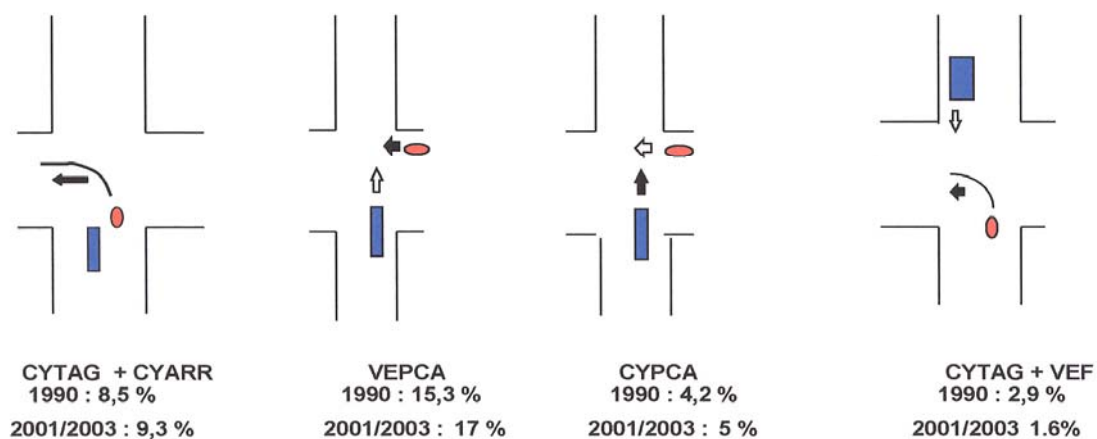 CYTAG + CYARR
1990 : 8,5 %
2001/2003 : 9,3 %
VEPCA
1990 : 15,3 %
2001/2003 : 17 %
CYPCA
1990 : 4,2 %
2001/2003 : 5 %
CYTAG + VEF
1990 : 2,9 %
2001/2003 1.6%